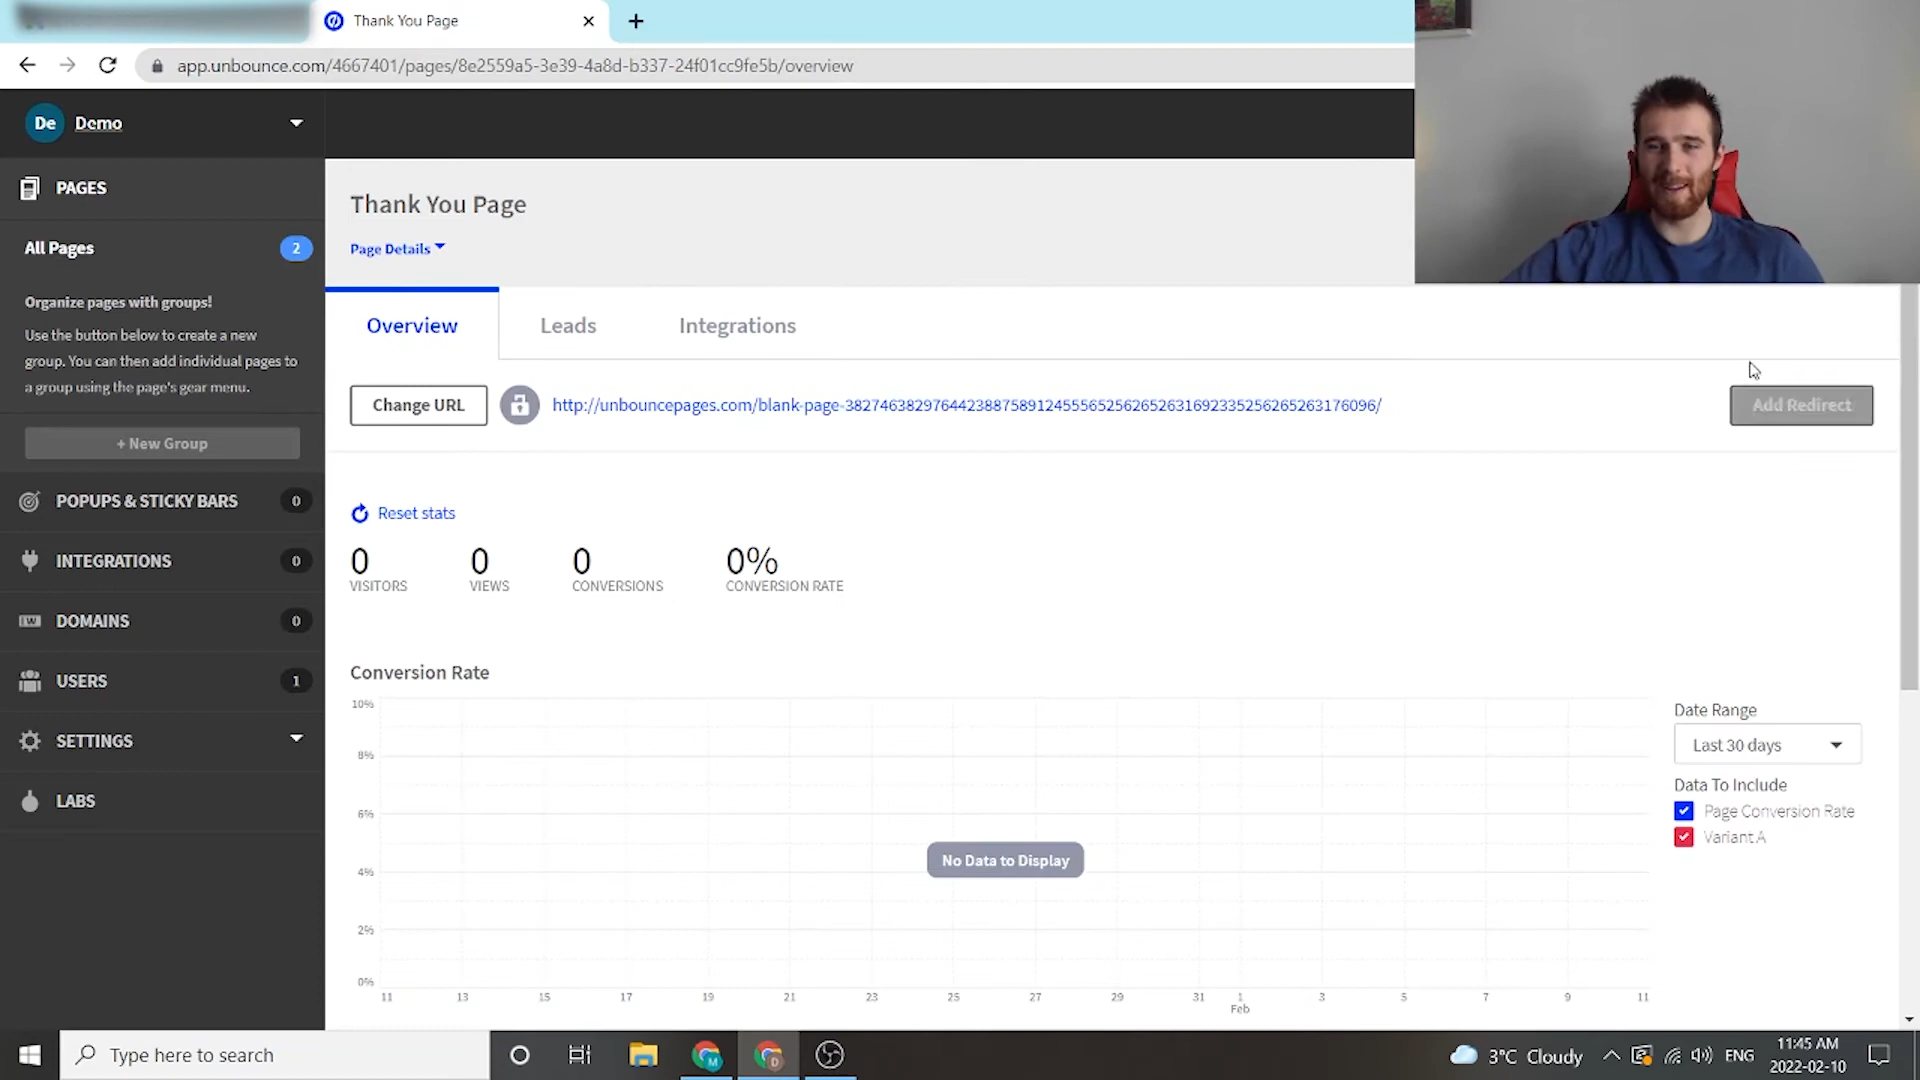 Thank You Page
app.unbounce.com/4667401/pages/8e2559a5-3e39-4a8d-b337-24f01cc9fe5b/overview
De Demo
PAGES
All Pages 2
Organize pages with groups!
Use the button below to create a new
group. You can then add individual pages to
a group using the page's gear menu.
+ New Group
POPUPS & STICKY BARS 0
INTEGRATIONS 0
DOMAINS 0
USERS 1
SETTINGS
LABS
Thank You Page
Page Details
Overview Leads Integrations
Change URL http://unbouncepages.com/blank-page-38274638297644238875891245556525626526316923352562652631760​96/ Add Redirect
Reset stats
0 0 0 0%
VISITORS VIEWS CONVERSIONS CONVERSION RATE
Conversion Rate
10%
8%
6%
4%
2%
0%
No Data to Display
11 13 15 17 19 21 23 25 27 29 31 1 3 5 7 9 11
Feb
Date Range
Last 30 days
Data To Include
Page Conversion Rate
Variant A
Type here to search
M D
3°C Cloudy ENG 11:45 AM
2022-02-10